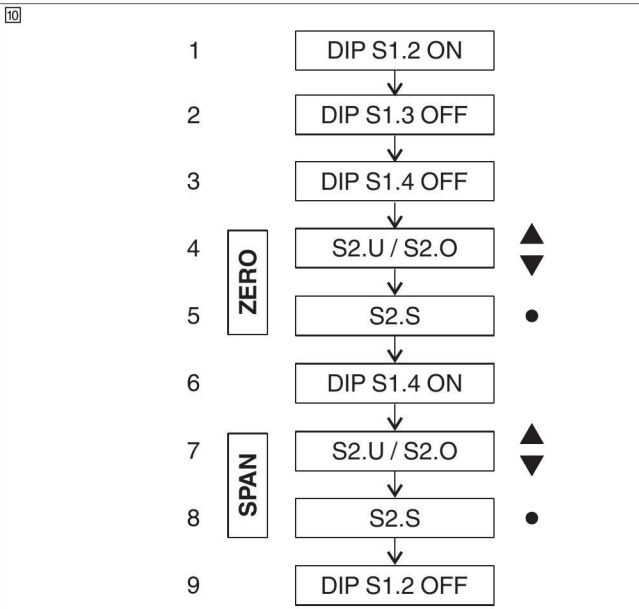 10
1 DIP S1.2 ON
2 DIP S1.3 OFF
3 DIP S1.4 OFF
ZERO
4 S2.U / S2.O ▲ ▼
5 S2.S ●
6 DIP S1.4 ON
SPAN
7 S2.U / S2.O ▲ ▼
8 S2.S ●
9 DIP S1.2 OFF